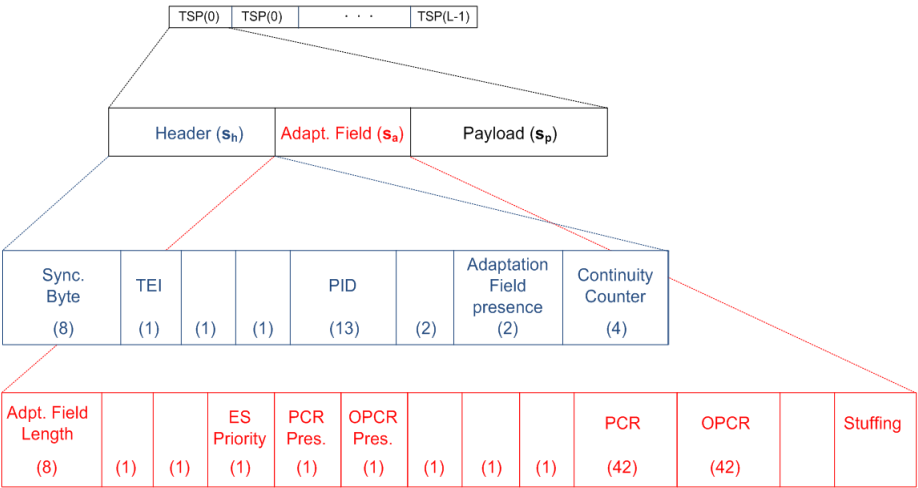 TSP(0) TSP(0) · · · TSP(L-1)
Header (sh) Adapt. Field (sa) Payload (sp)
Sync. Byte (8)
TEI (1)
(1)
(1)
PID (13)
(2)
Adaptation Field presence (2)
Continuity Counter (4)
Adpt. Field Length (8)
(1)
(1)
ES Priority (1)
PCR Pres. (1)
OPCR Pres. (1)
(1)
(1)
(1)
PCR (42)
OPCR (42)
Stuffing